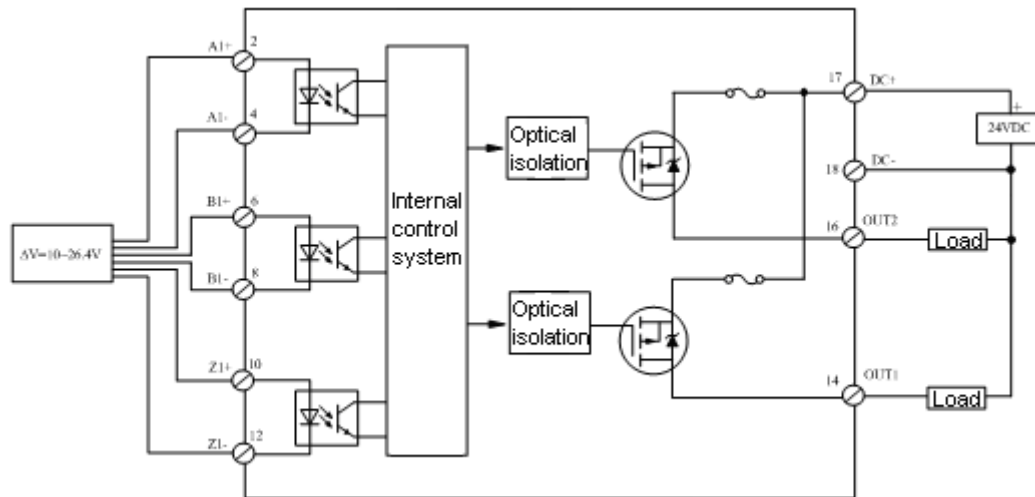 A1+
2
A1-
4
B1+
6
B1-
8
Z1+
10
Z1-
12
ΔV=10~26.4V
Internal
control
system
Optical
isolation
Optical
isolation
17
DC+
+
24VDC
18
DC-
16
OUT2
Load
14
OUT1
Load